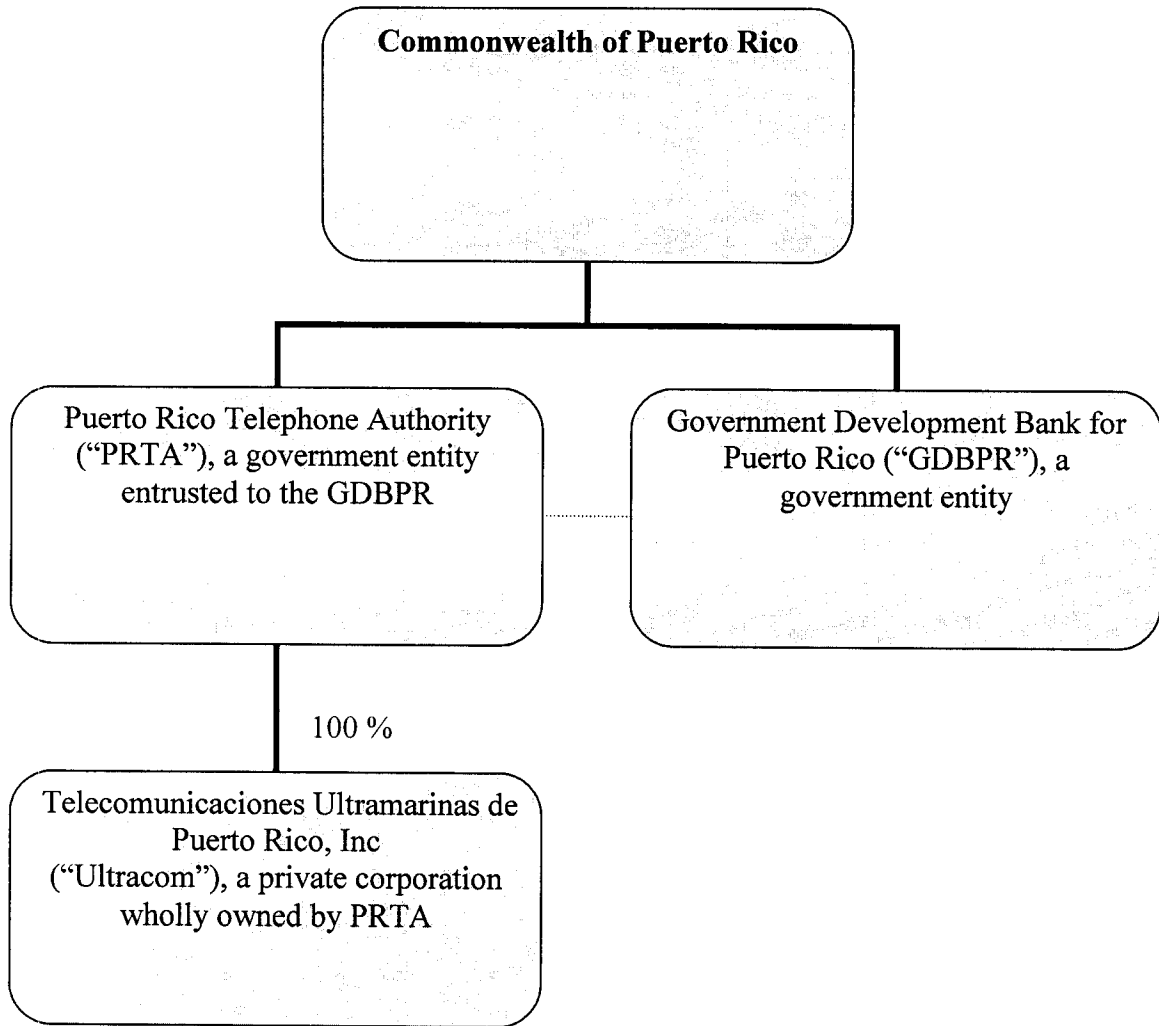 Commonwealth of Puerto Rico
Puerto Rico Telephone Authority
(“PRTA”), a government entity
entrusted to the GDBPR
Government Development Bank for
Puerto Rico (“GDBPR”), a
government entity
100 %
Telecomunicaciones Ultramarinas de
Puerto Rico, Inc
(“Ultracom”), a private corporation
wholly owned by PRTA